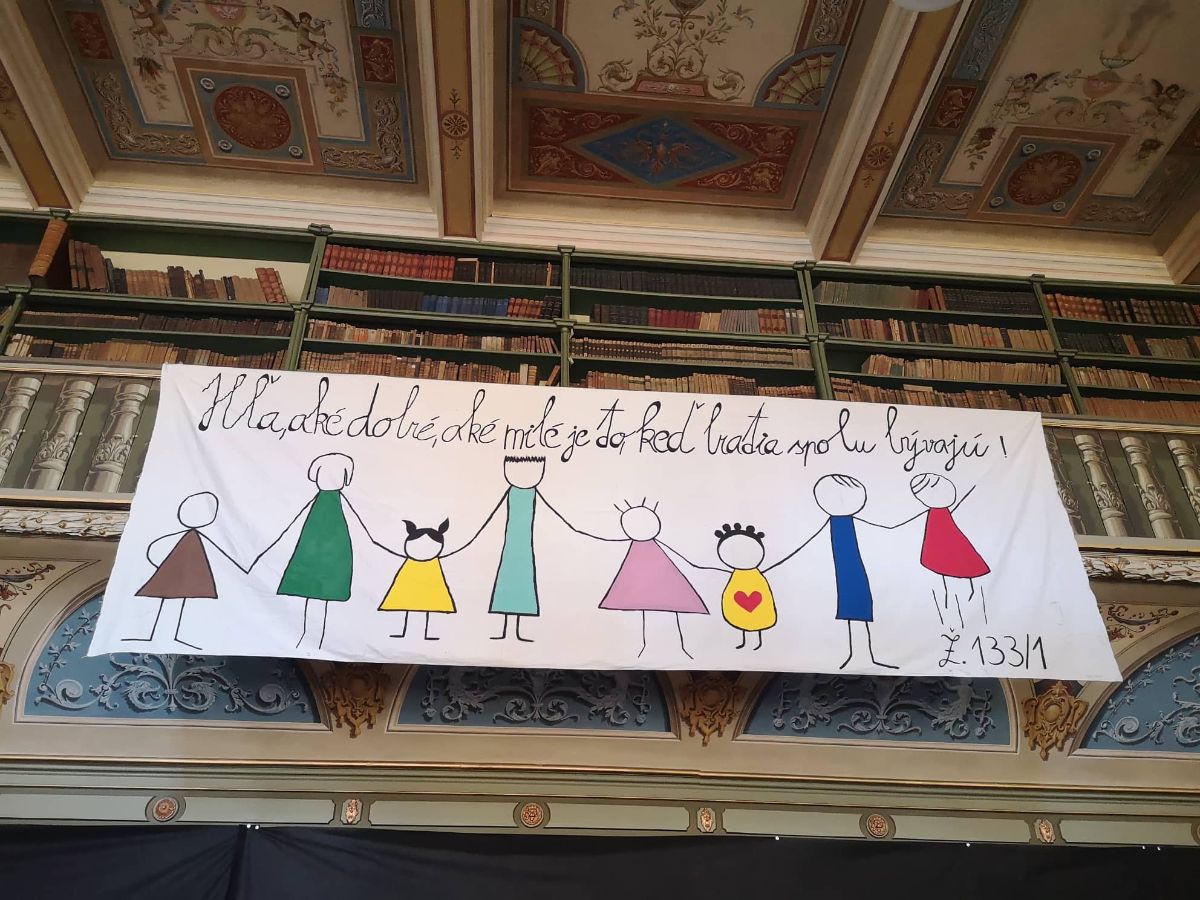 Hľa, aké dobré, aké milé je to, keď bratia spolu bývajú!
Ž. 133/1